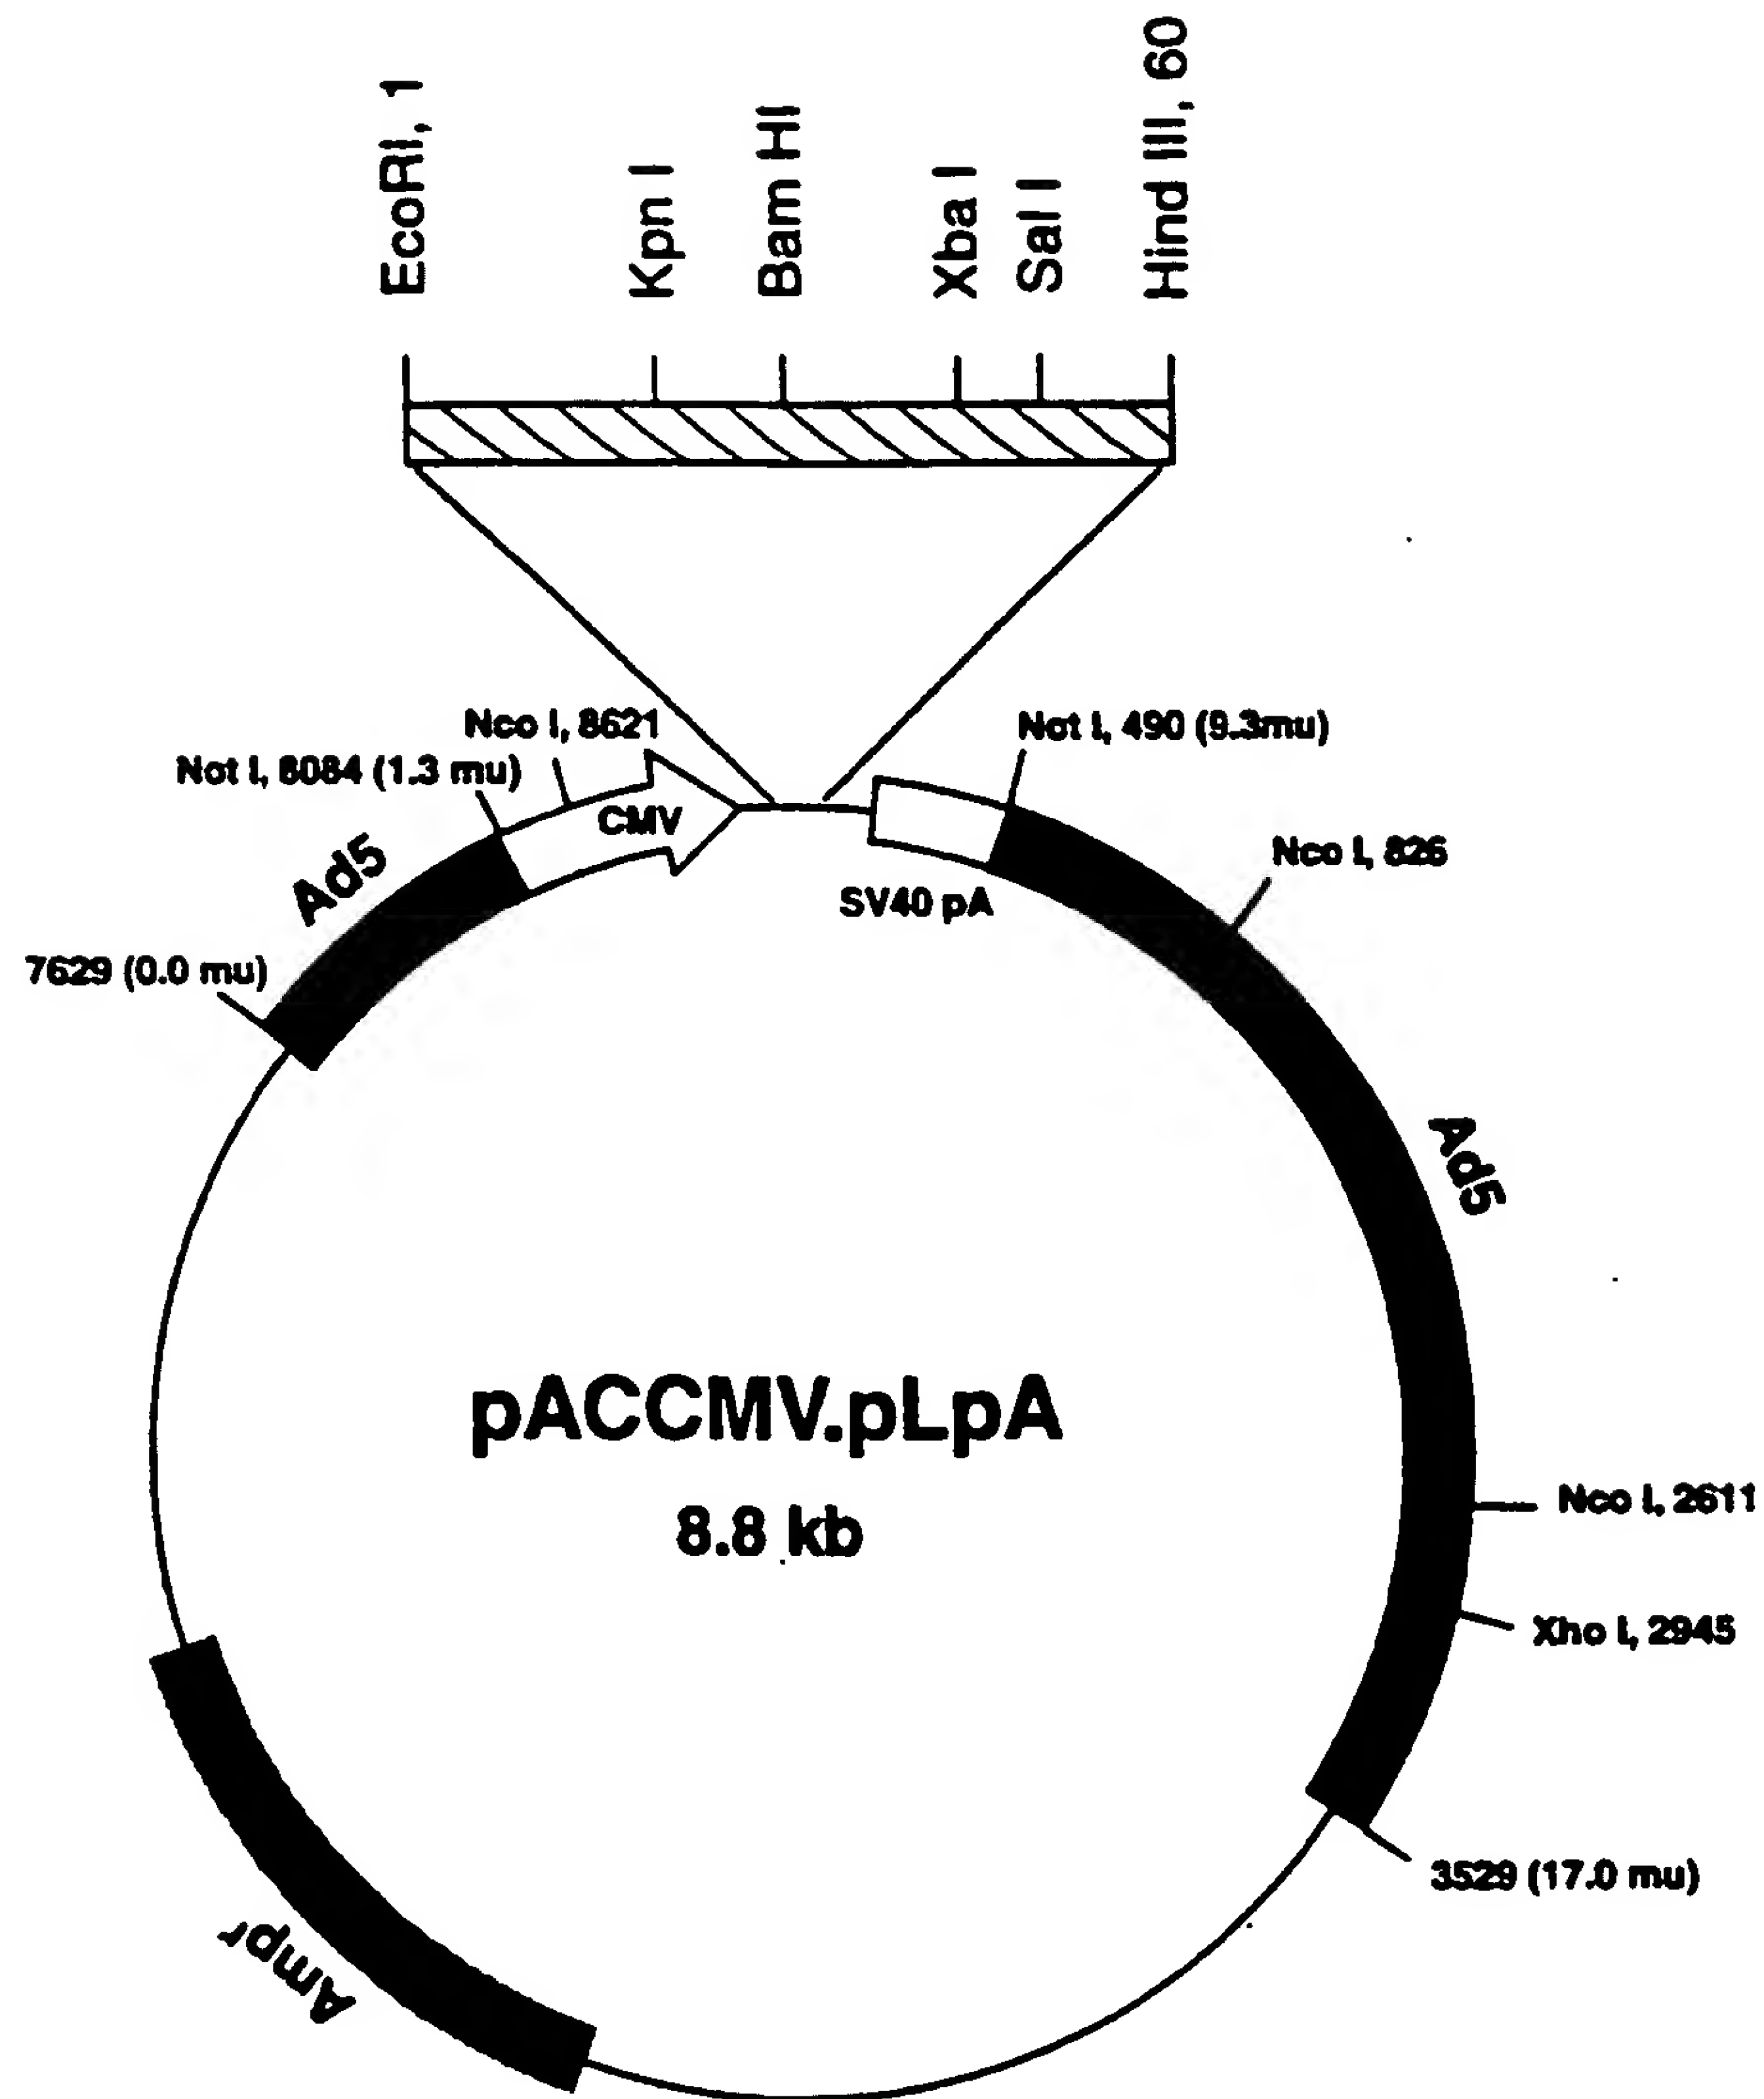 EcoRI, 1
Kpn I
Bam HI
Xba I
Sal I
Hind III, 60
Nco I, 8621
Not I, 8084 (1.3 mu)
Not I, 490 (9.3mu)
CMV
SV40 pA
Nco I, 826
Ad5
7629 (0.0 mu)
Ad5
pACCMV.pLpA
8.8 kb
Nco I, 2611
Xho I, 2945
3529 (17.0 mu)
Ampr